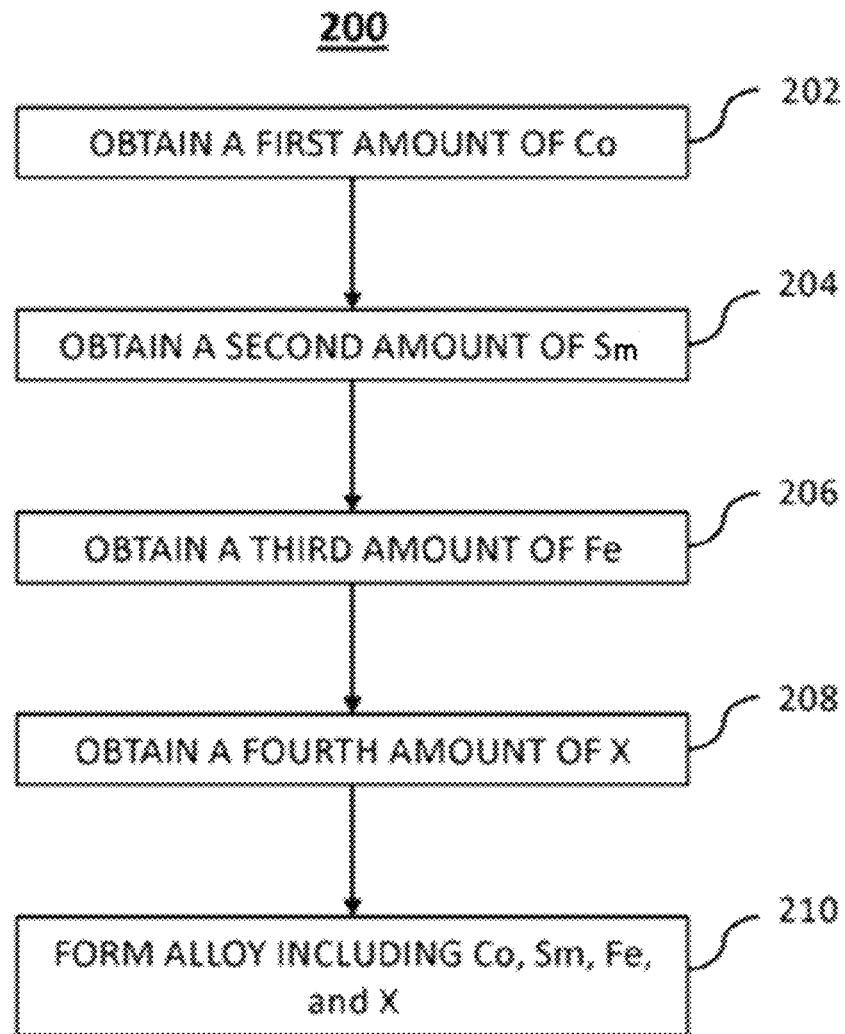 200
202
OBTAIN A FIRST AMOUNT OF Co
204
OBTAIN A SECOND AMOUNT OF Sm
206
OBTAIN A THIRD AMOUNT OF Fe
208
OBTAIN A FOURTH AMOUNT OF X
210
FORM ALLOY INCLUDING Co, Sm, Fe,
and X